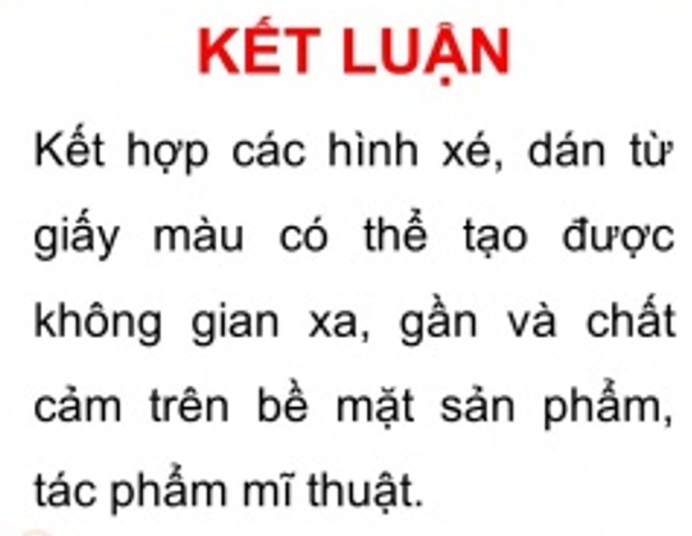 KẾT LUẬN
Kết hợp các hình xé, dán từ
giấy màu có thể tạo được
không gian xa, gần và chất
cảm trên bề mặt sản phẩm,
tác phẩm mĩ thuật.